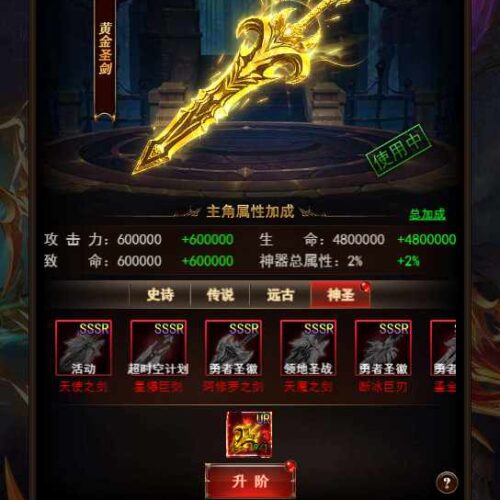 黄金圣剑
使用中
主角属性加成
总加成
攻击力：600000 +600000 生命：4800000 +4800000
致命：600000 +600000 神器总属性：2% +2%
史诗 传说 远古 神圣
SSSR SSSR SSSR SSSR SSSR SS
活动 超时空计划 勇者圣徽 领地圣战 勇者圣徽 勇者
天使之剑 星德巨剑 阿修罗之剑 天魔之剑 断冰巨刃
UR
升阶
?